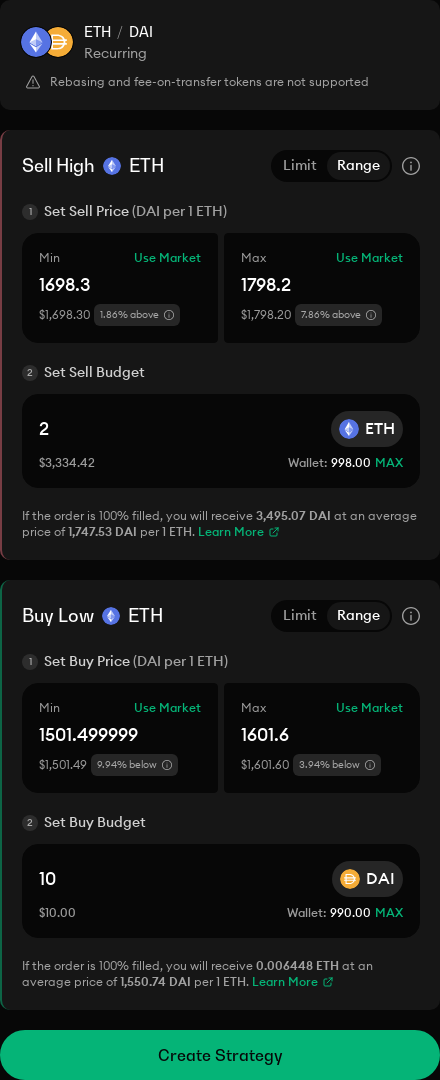 ETH / DAI
Recurring
Rebasing and fee-on-transfer tokens are not supported
Sell High ETH Limit Range
1 Set Sell Price (DAI per 1 ETH)
Min Use Market Max Use Market
1698.3 1798.2
$1,698.30 1.86% above $1,798.20 7.86% above
2 Set Sell Budget
2 ETH
$3,334.42 Wallet: 998.00 MAX
If the order is 100% filled, you will receive 3,495.07 DAI at an average
price of 1,747.53 DAI per 1 ETH. Learn More
Buy Low ETH Limit Range
1 Set Buy Price (DAI per 1 ETH)
Min Use Market Max Use Market
1501.499999 1601.6
$1,501.49 9.94% below $1,601.60 3.94% below
2 Set Buy Budget
10 DAI
$10.00 Wallet: 990.00 MAX
If the order is 100% filled, you will receive 0.006448 ETH at an
average price of 1,550.74 DAI per 1 ETH. Learn More
Create Strategy